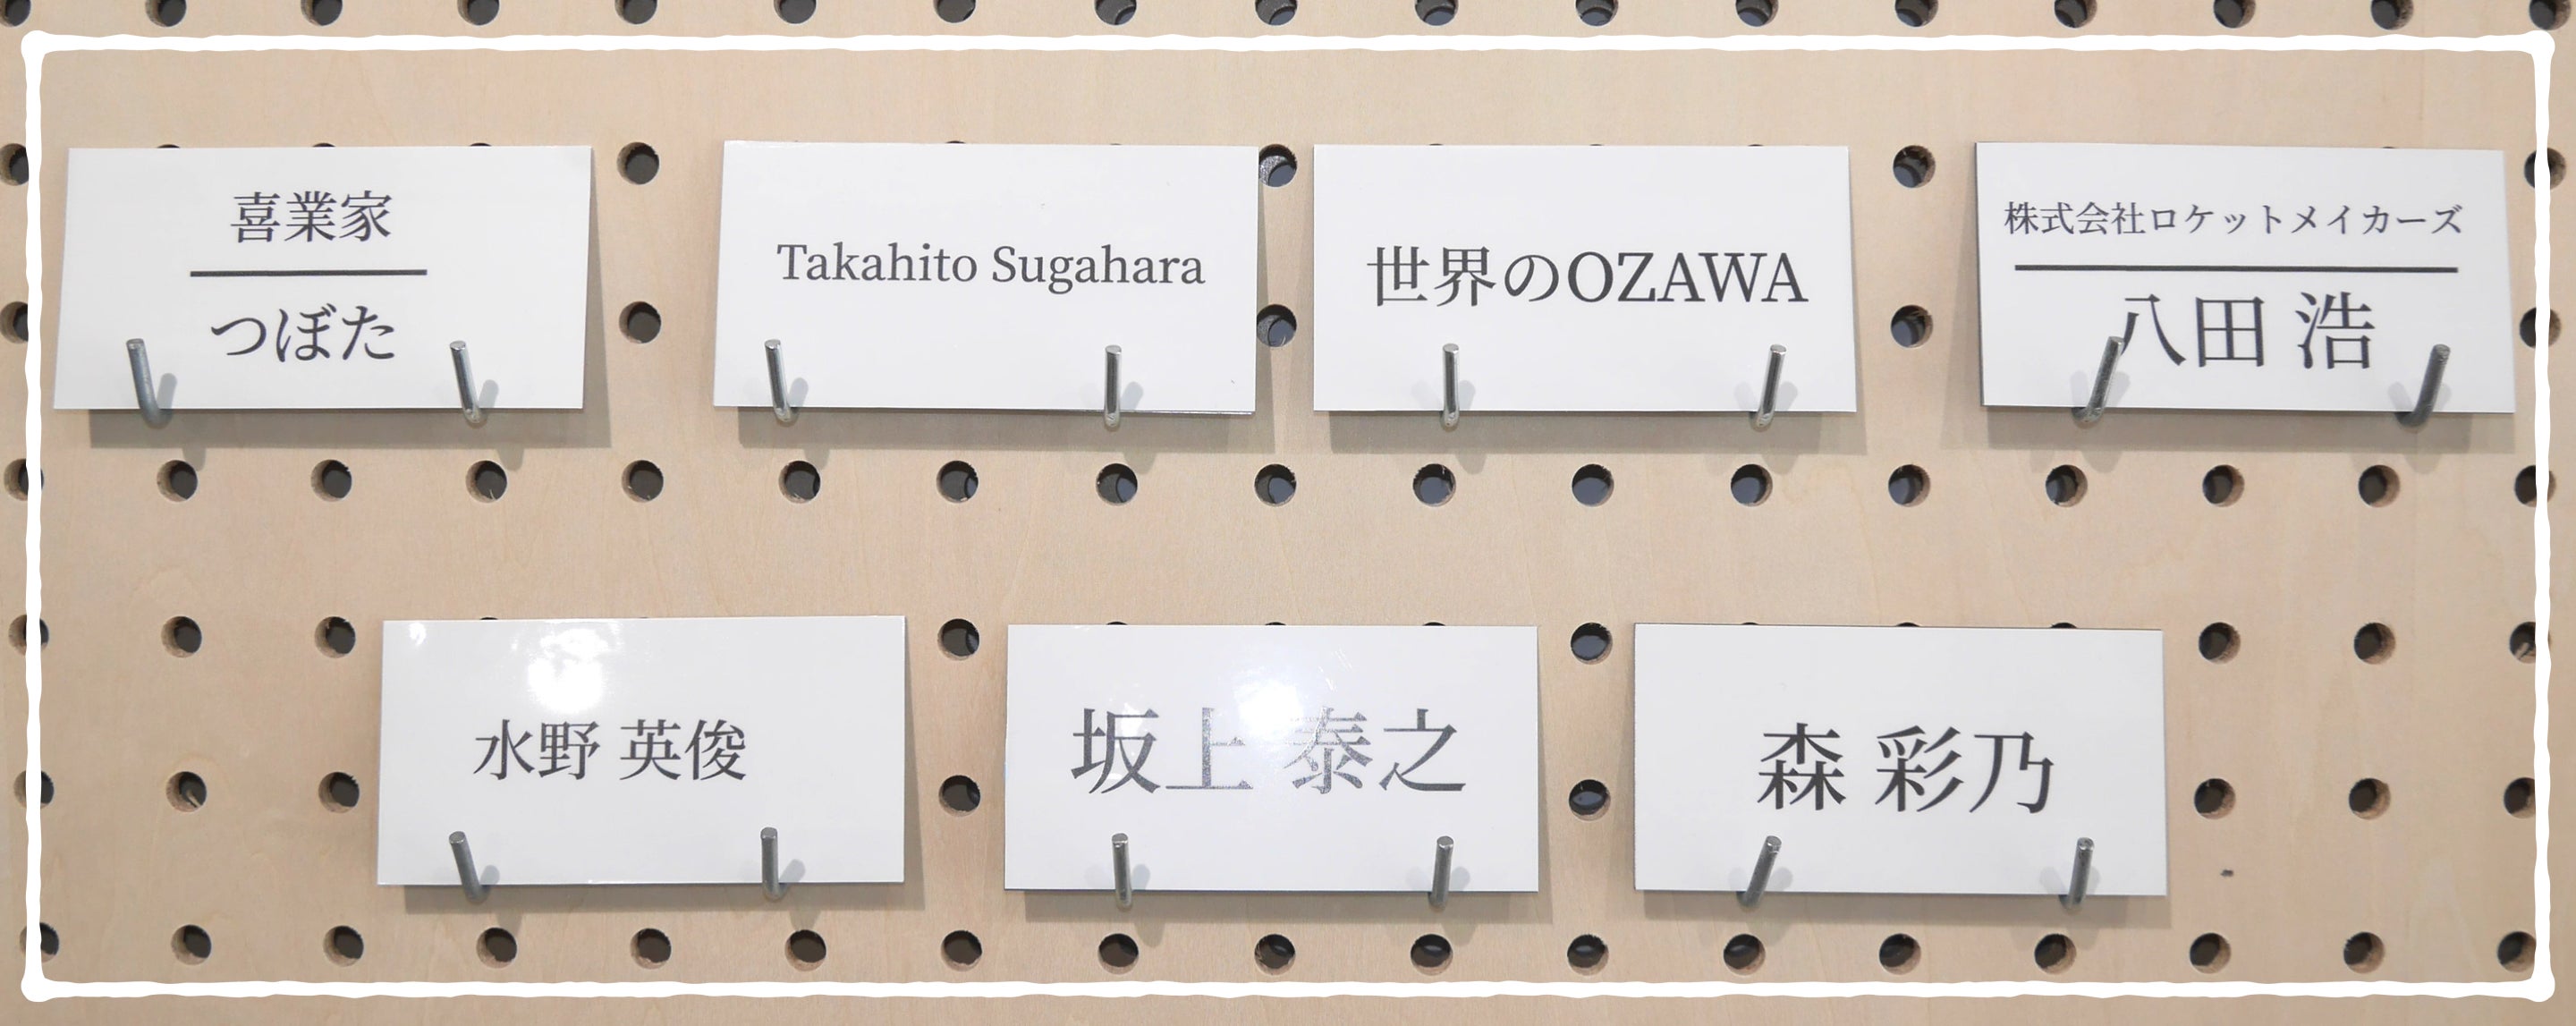 喜業家
つぼた
Takahito Sugahara
世界のOZAWA
株式会社ロケットメイカーズ
八田 浩
水野 英俊
坂上 泰之
森 彩乃